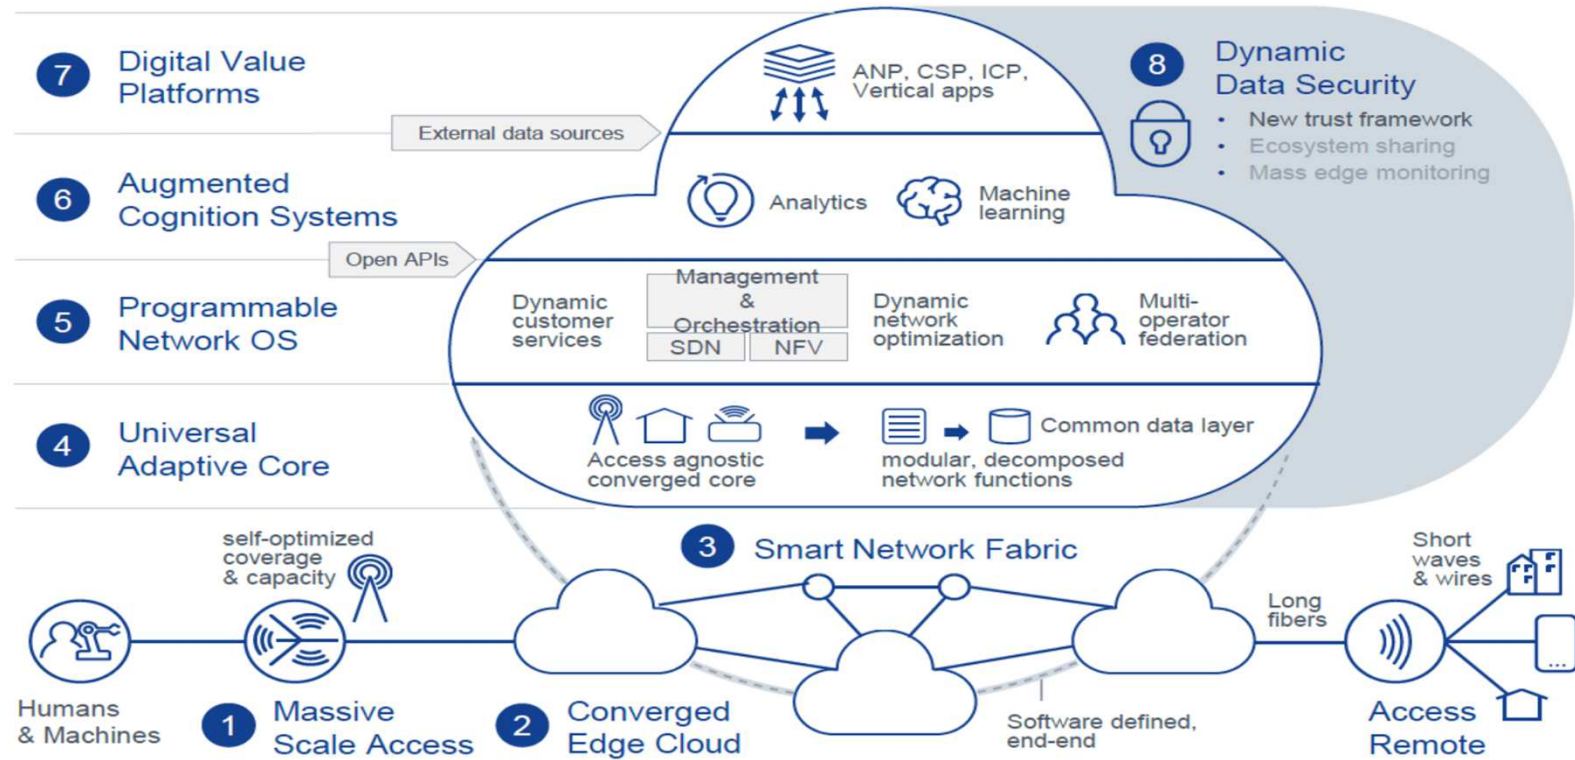 7
Digital Value
Platforms
ANP, CSP, ICP,
Vertical apps
8
Dynamic
Data Security
• New trust framework
• Ecosystem sharing
• Mass edge monitoring
External data sources
6
Augmented
Cognition Systems
Analytics
Machine
learning
Open APIs
5
Programmable
Network OS
Dynamic
customer
services
Management
&
Orchestration
SDN
NFV
Dynamic
network
optimization
Multi-
operator
federation
4
Universal
Adaptive Core
Access agnostic
converged core
Common data layer
modular, decomposed
network functions
self-optimized
coverage
& capacity
3
Smart Network Fabric
Short
waves
& wires
Long
fibers
Humans
& Machines
1
Massive
Scale Access
2
Converged
Edge Cloud
Software defined,
end-end
Access
Remote